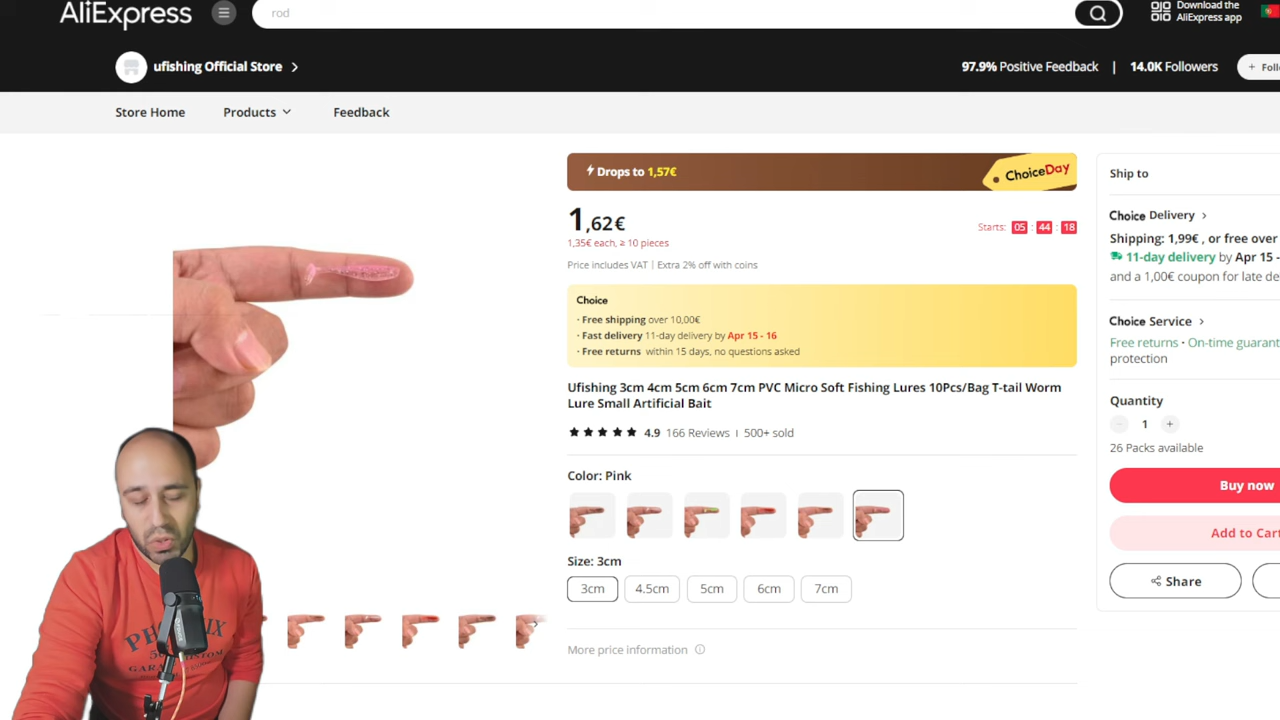 AliExpress
rod
Download the
AliExpress app
ufishing Official Store
97.9% Positive Feedback | 14.0K Followers
+ Foll
Store Home
Products
Feedback
Drops to 1,57€
ChoiceDay
1,62€
Starts: 05 : 44 : 18
1,35€ each, ≥ 10 pieces
Price includes VAT | Extra 2% off with coins
Choice
· Free shipping over 10,00€
· Fast delivery 11-day delivery by Apr 15 - 16
· Free returns within 15 days, no questions asked
Ufishing 3cm 4cm 5cm 6cm 7cm PVC Micro Soft Fishing Lures 10Pcs/Bag T-tail Worm
Lure Small Artificial Bait
4.9 166 Reviews | 500+ sold
Color: Pink
Size: 3cm
3cm
4.5cm
5cm
6cm
7cm
More price information
Ship to
Choice Delivery
Shipping: 1,99€ , or free over
11-day delivery by Apr 15 -
and a 1,00€ coupon for late de
Choice Service
Free returns · On-time guarant
protection
Quantity
- 1 +
26 Packs available
Buy now
Add to Cart
Share